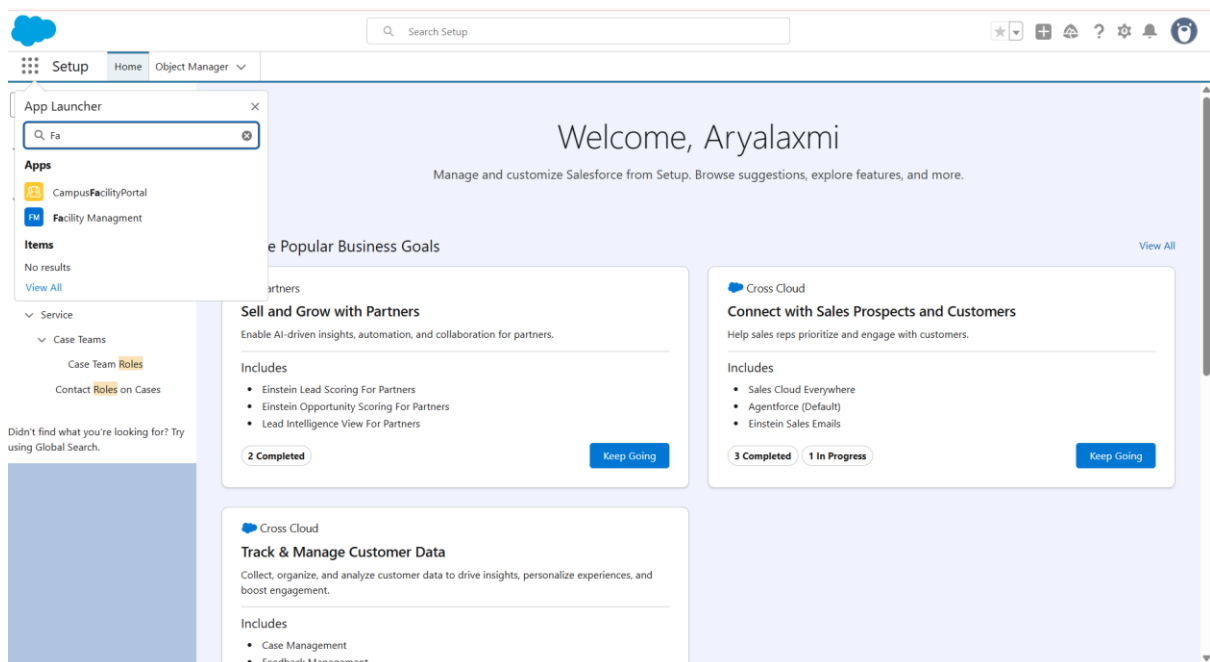 Search Setup
Setup
Home
Object Manager
App Launcher
Fa
Apps
CampusFacilityPortal
FM
Facility Managment
Items
No results
View All
Service
Case Teams
Case Team Roles
Contact Roles on Cases
Didn't find what you're looking for? Try
using Global Search.
Welcome, Aryalaxmi
Manage and customize Salesforce from Setup. Browse suggestions, explore features, and more.
Popular Business Goals
View All
Sell and Grow with Partners
Enable AI-driven insights, automation, and collaboration for partners.
Includes
• Einstein Lead Scoring For Partners
• Einstein Opportunity Scoring For Partners
• Lead Intelligence View For Partners
2 Completed
Keep Going
Cross Cloud
Connect with Sales Prospects and Customers
Help sales reps prioritize and engage with customers.
Includes
• Sales Cloud Everywhere
• Agentforce (Default)
• Einstein Sales Emails
3 Completed
1 In Progress
Keep Going
Cross Cloud
Track & Manage Customer Data
Collect, organize, and analyze customer data to drive insights, personalize experiences, and
boost engagement.
Includes
• Case Management